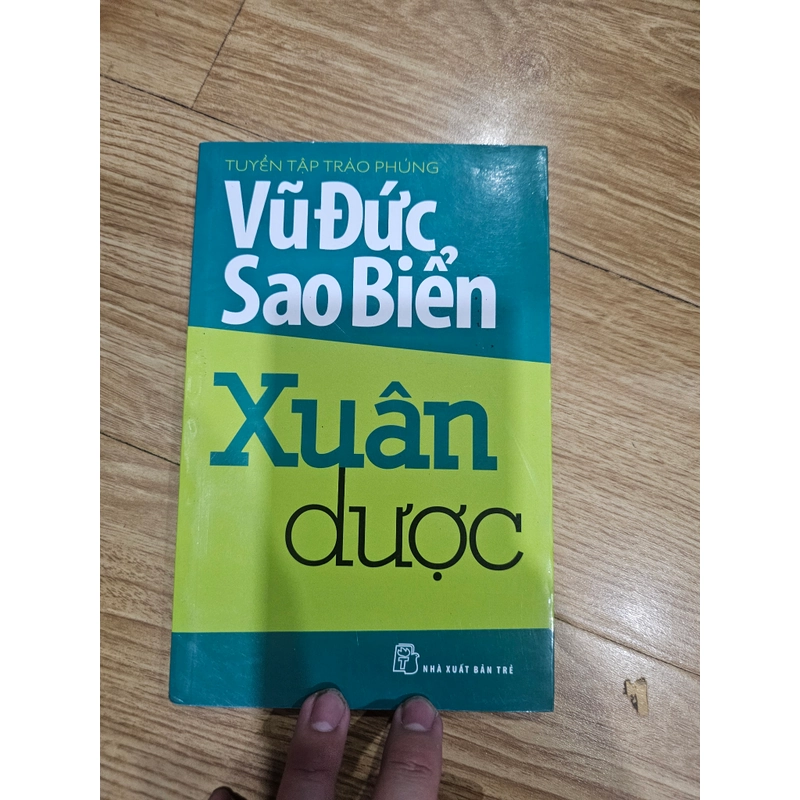 TUYỂN TẬP TRÀO PHÚNG
Vũ Đức
Sao Biển
Xuân
dược
NHÀ XUẤT BẢN TRẺ